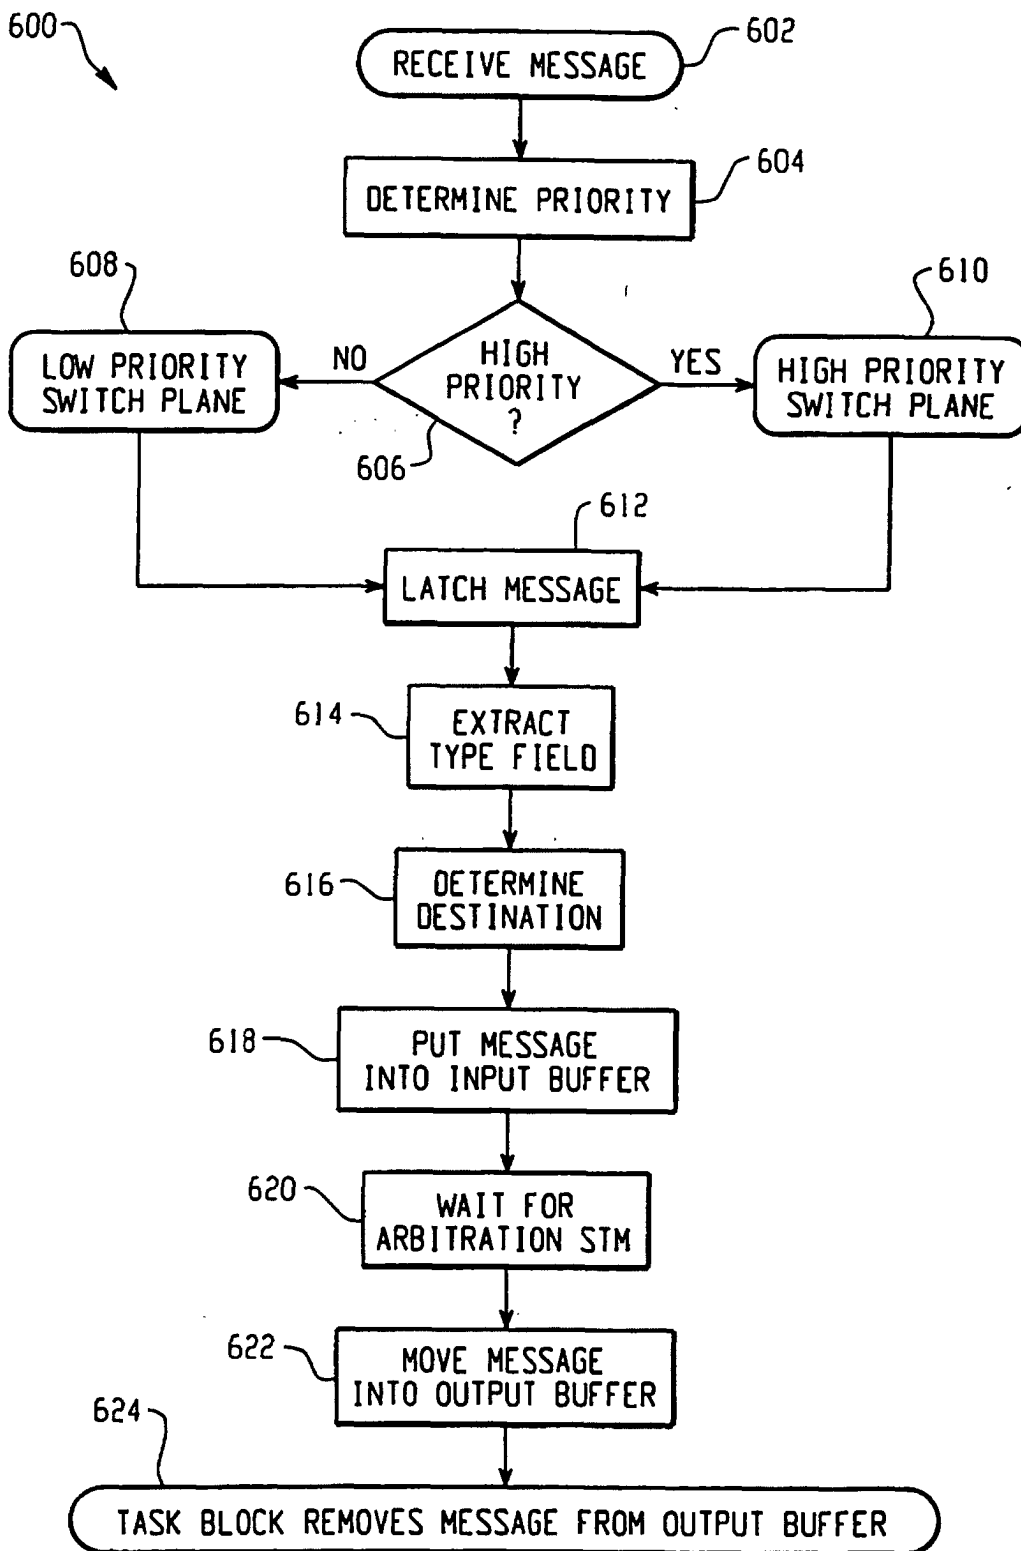 600
602
RECEIVE MESSAGE
604
DETERMINE PRIORITY
608
610
LOW PRIORITY
SWITCH PLANE
NO
HIGH
PRIORITY
?
YES
HIGH PRIORITY
SWITCH PLANE
606
612
LATCH MESSAGE
614
EXTRACT
TYPE FIELD
616
DETERMINE
DESTINATION
618
PUT MESSAGE
INTO INPUT BUFFER
620
WAIT FOR
ARBITRATION STM
622
MOVE MESSAGE
INTO OUTPUT BUFFER
624
TASK BLOCK REMOVES MESSAGE FROM OUTPUT BUFFER